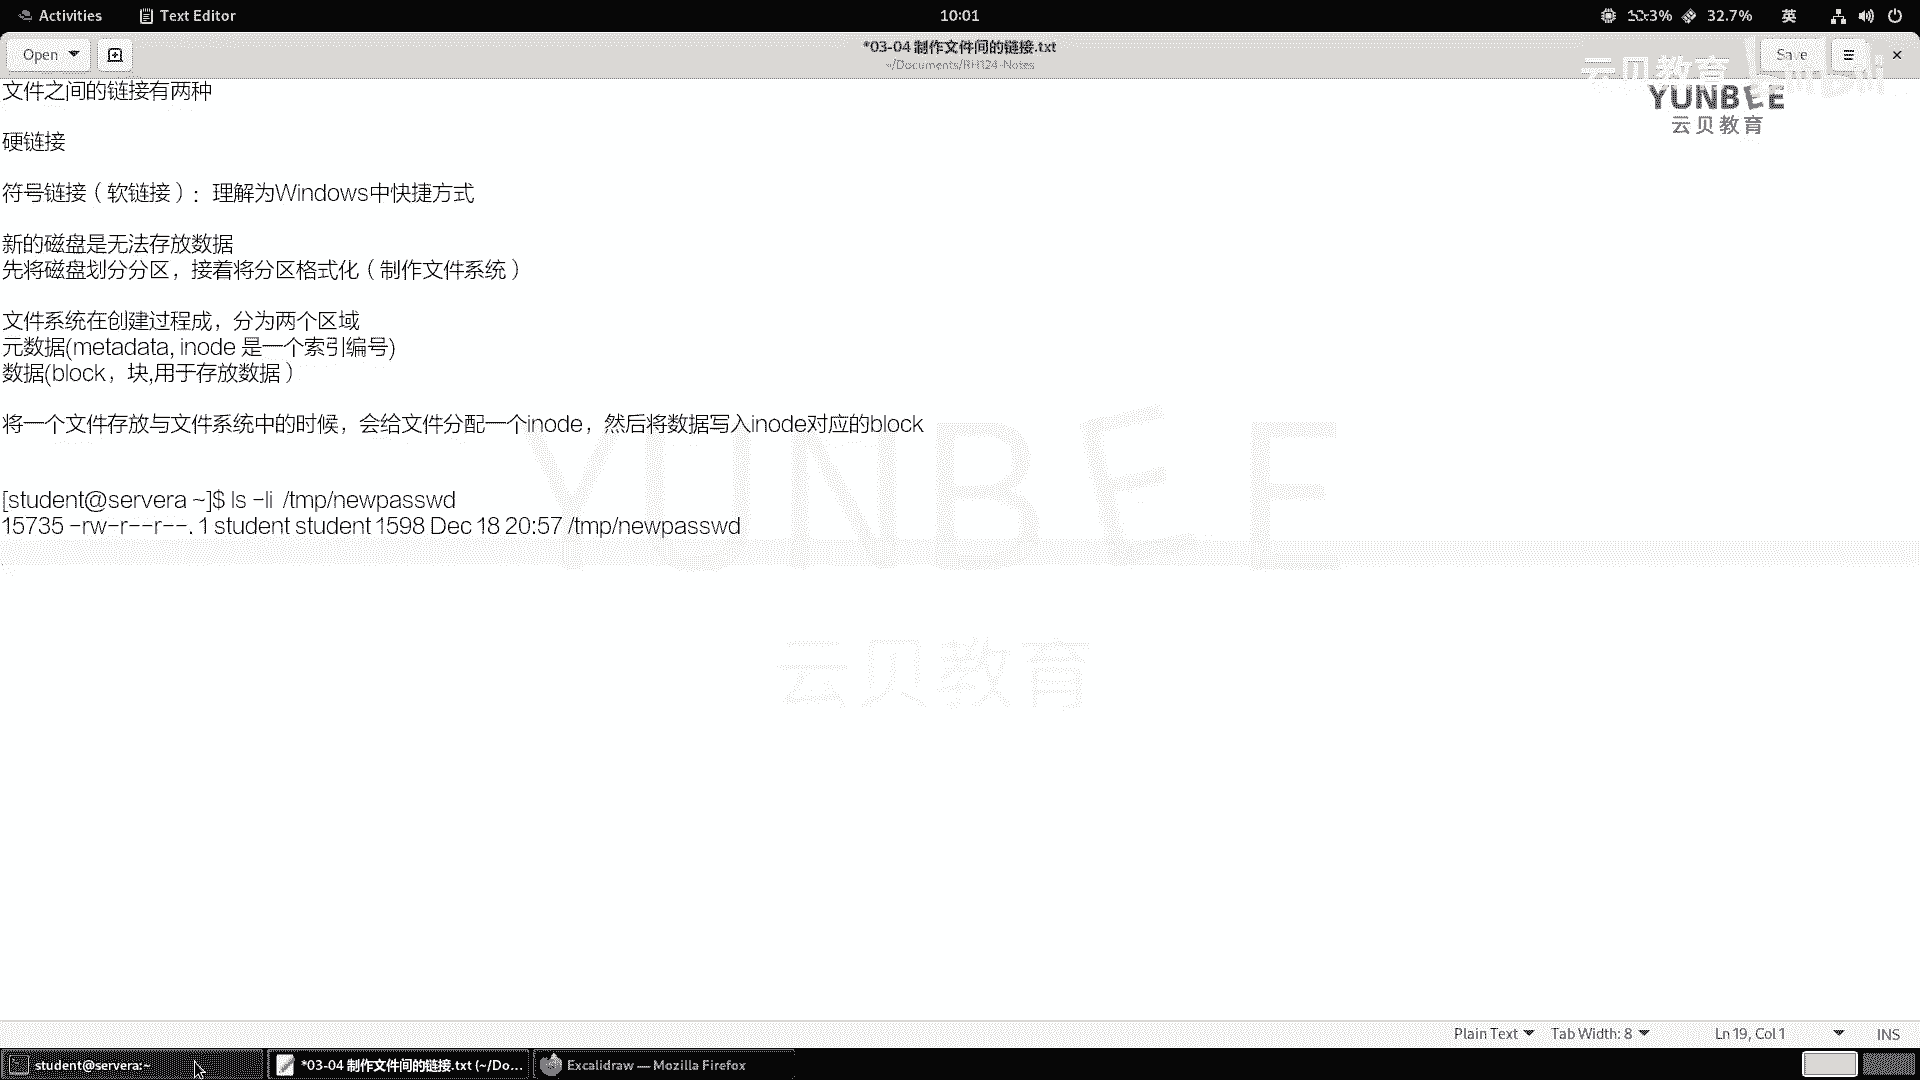 Activities Text Editor 10:01 32.7% 英
Open *03-04 制作文件间的链接.txt Save
~/Documents/RH124-Notes
云贝教育
YUNBEE
云贝教育
文件之间的链接有两种
硬链接
符号链接（软链接）：理解为Windows中快捷方式
新的磁盘是无法存放数据
先将磁盘划分分区，接着将分区格式化（制作文件系统）
文件系统在创建过程成，分为两个区域
元数据(metadata, inode 是一个索引编号)
数据(block，块,用于存放数据）
将一个文件存放与文件系统中的时候，会给文件分配一个inode，然后将数据写入inode对应的block
[student@servera ~]$ ls -li /tmp/newpasswd
15735 -rw-r--r--. 1 student student 1598 Dec 18 20:57 /tmp/newpasswd
YUNBEE
云贝教育
Plain Text Tab Width: 8 Ln 19, Col 1 INS
student@servera:~ *03-04 制作文件间的链接.txt (~/Do... Excalidraw — Mozilla Firefox